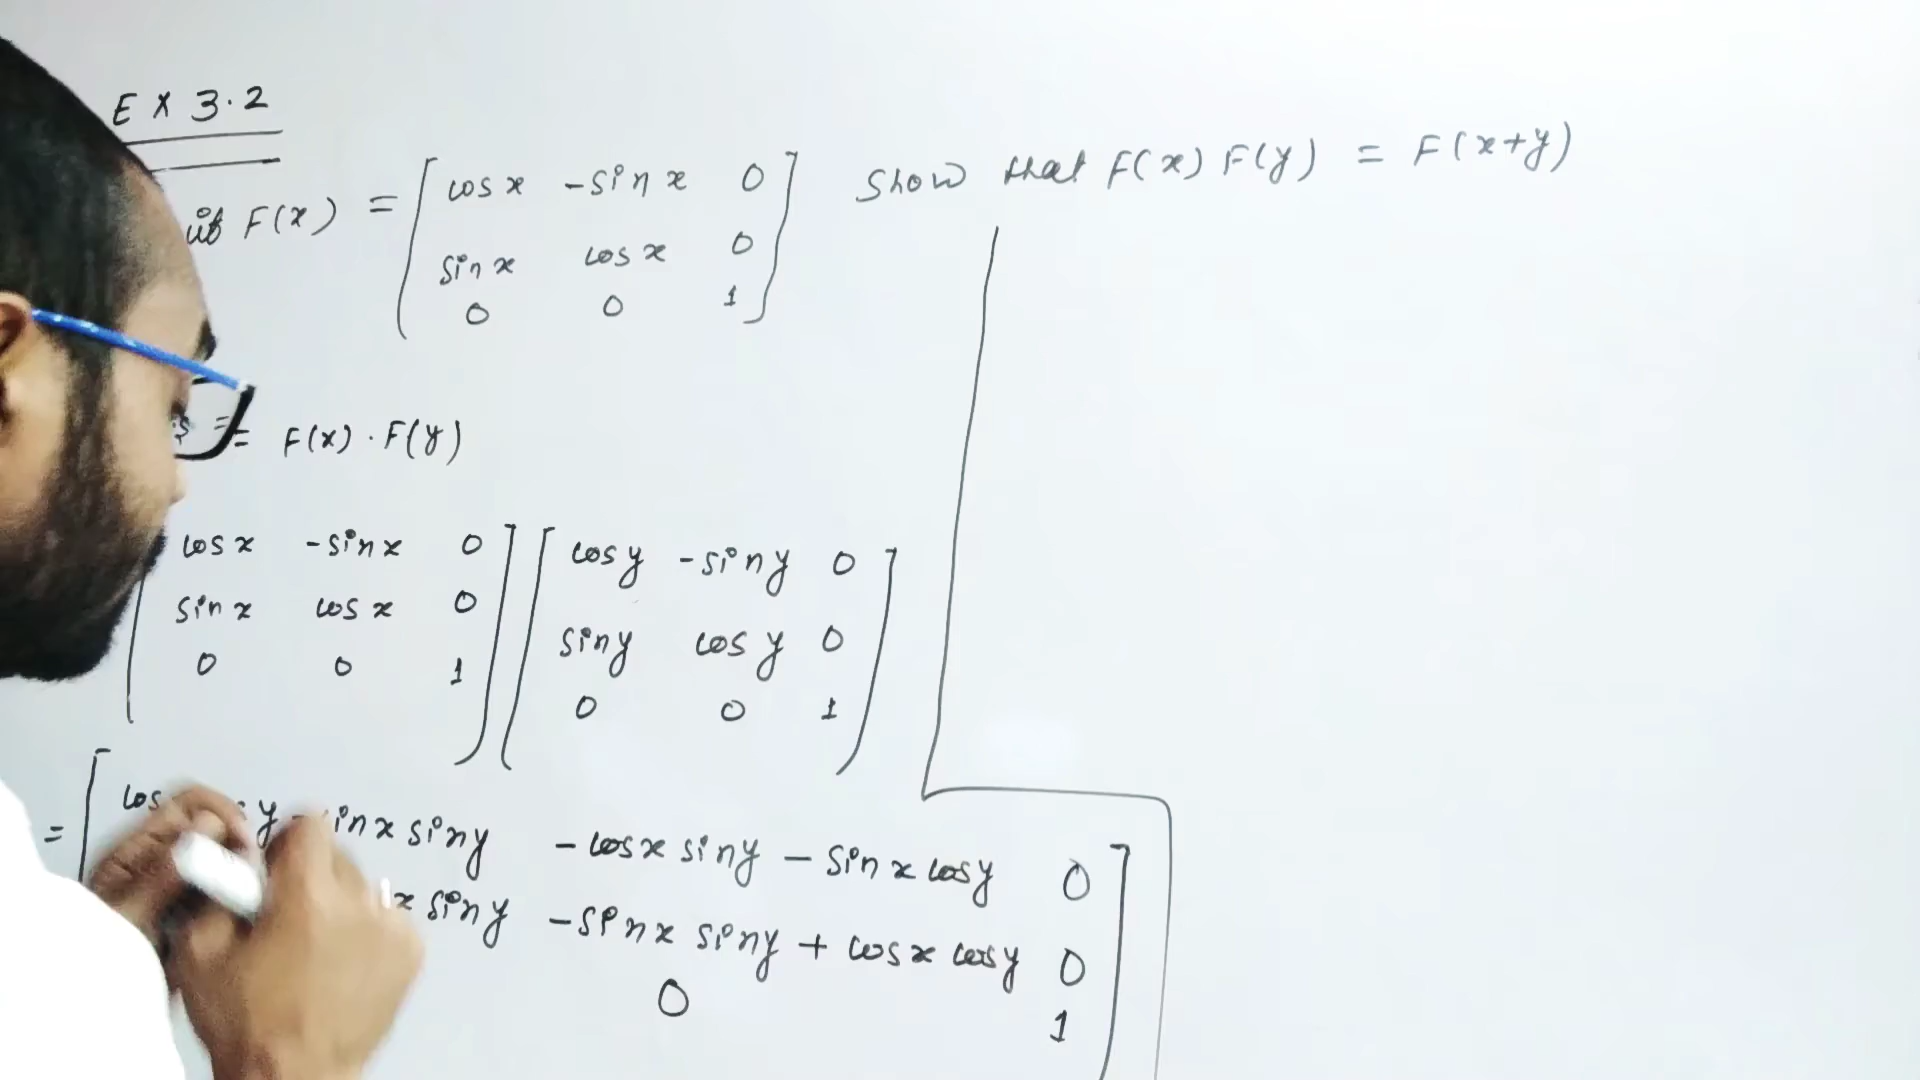 EX 3.2
if F(x) = [ cos x -sin x 0 ] Show that F(x) F(y) = F(x+y)
sin x cos x 0
0 0 1
= F(x) . F(y)
[ cos x -sin x 0 ] [ cos y -sin y 0 ]
sin x cos x 0 sin y cos y 0
0 0 1 0 0 1
= [ cos y - sin x sin y - cos x sin y - sin x cos y 0 ]
x sin y - sin x sin y + cos x cos y 0
0 1